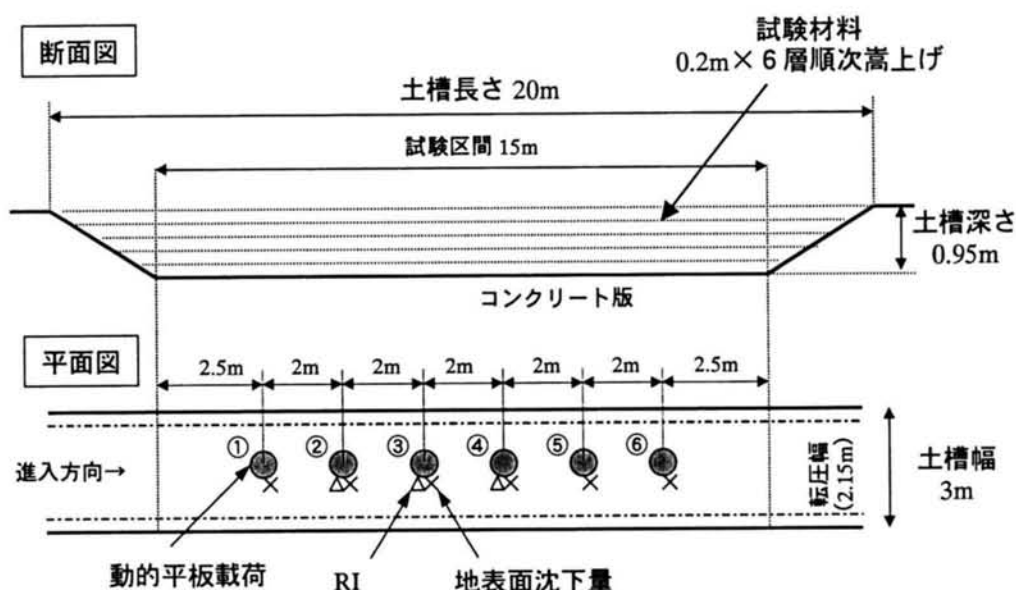 断面図
試験材料
0.2m×6層順次嵩上げ
土槽長さ 20m
試験区間 15m
土槽深さ
0.95m
コンクリート版
平面図
2.5m 2m 2m 2m 2m 2m 2.5m
① ② ③ ④ ⑤ ⑥
進入方向→
転圧幅
(2.15m)
土槽幅
3m
動的平板載荷
RI
地表面沈下量